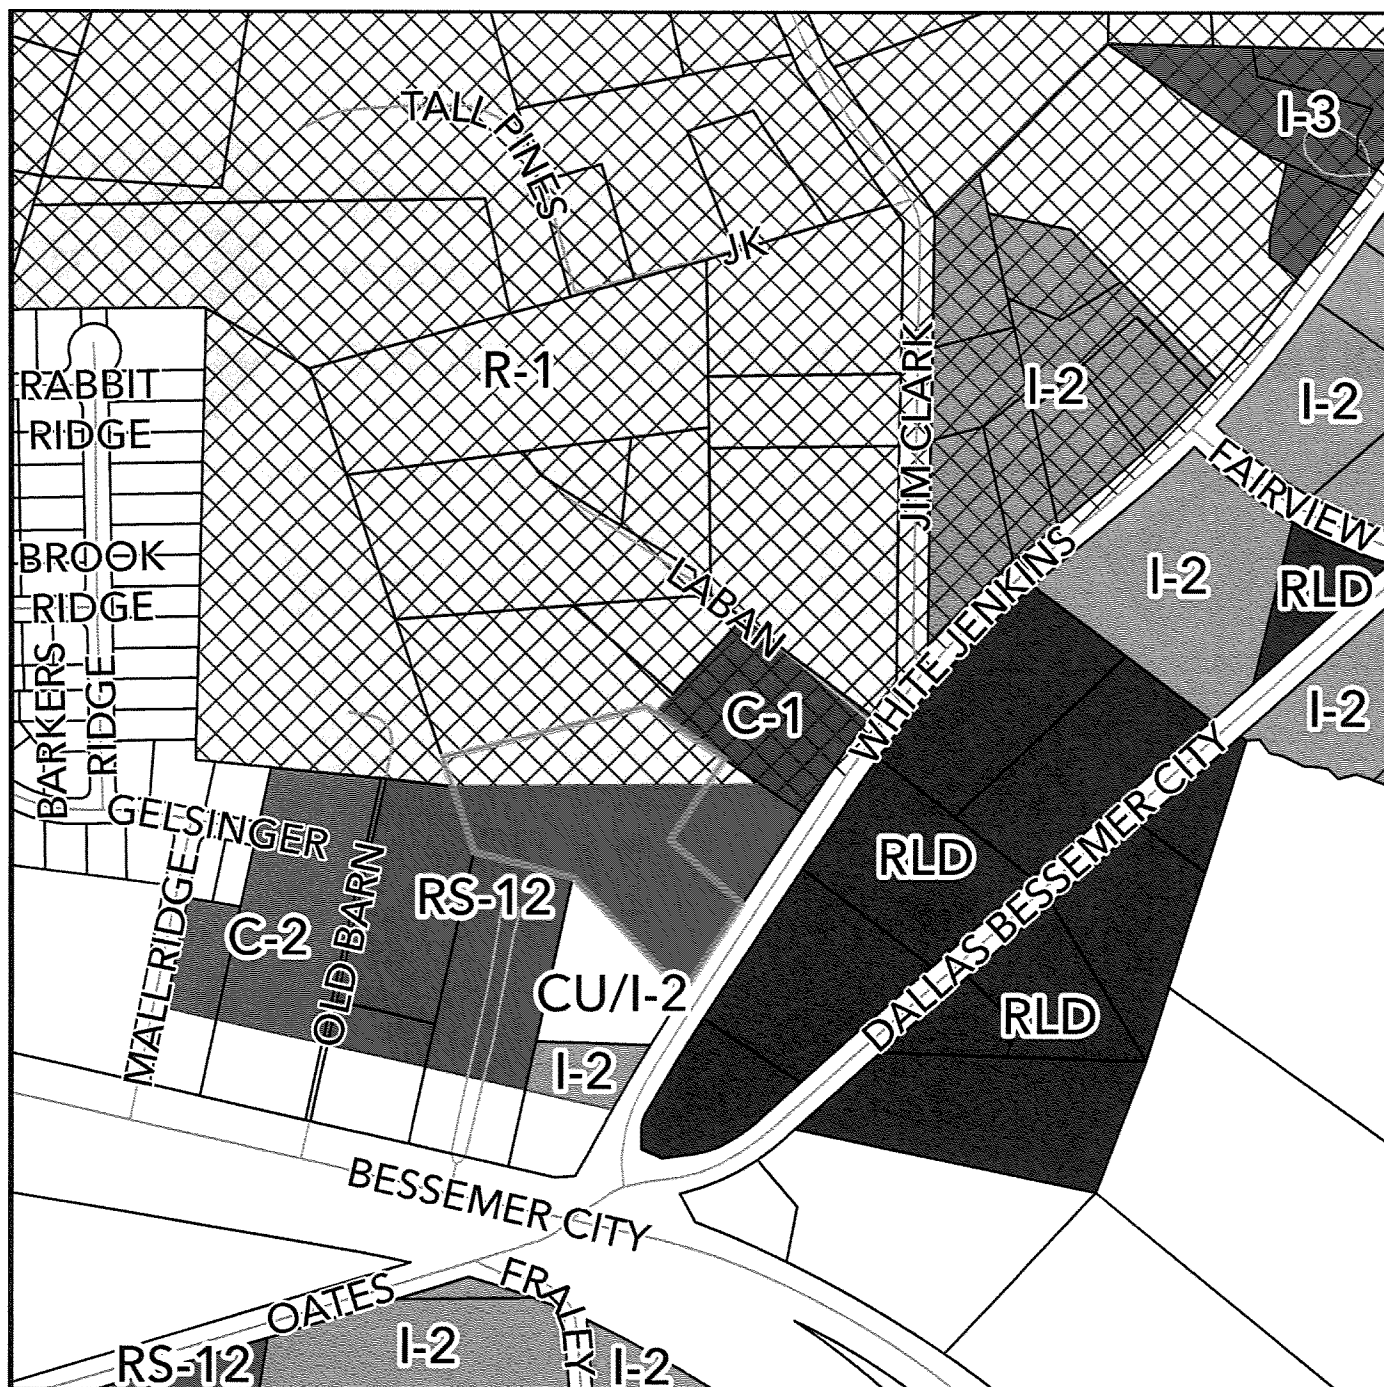 TALL PINES
I-3
JK
R-1
JIM CLARK
I-2
I-2
RABBIT
RIDGE
FAIRVIEW
BROOK
RIDGE
LABAN
WHITE JENKINS
I-2
RLD
BARKERS
RIDGE
C-1
I-2
GELSINGER
MALL RIDGE
OLD BARN
RS-12
C-2
RLD
DALLAS BESSEMER CITY
CU/I-2
RLD
I-2
BESSEMER CITY
OATES
FRALEY
RS-12
I-2
I-2